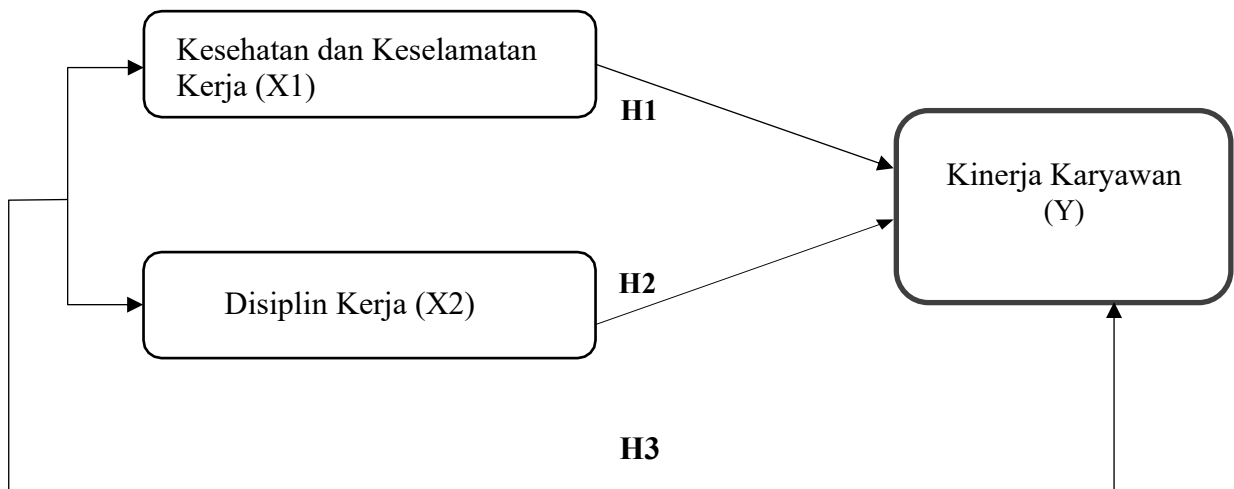 Kesehatan dan Keselamatan
Kerja (X1)
H1
Kinerja Karyawan
(Y)
H2
Disiplin Kerja (X2)
H3